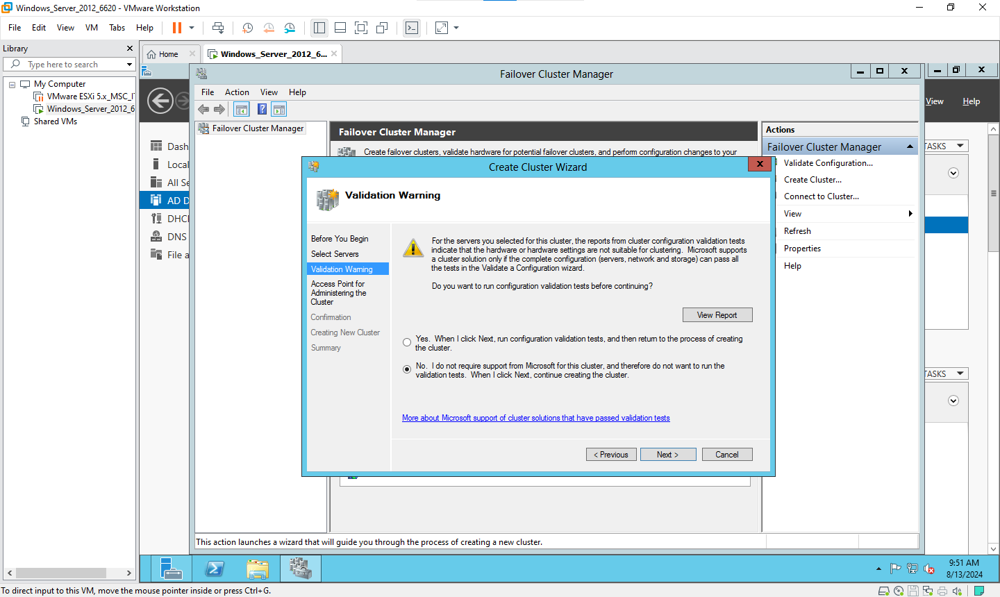 Windows_Server_2012_6620 - VMware Workstation
File Edit View VM Tabs Help
Library
Type here to search
My Computer
VMware ESXi 5.x_MSC_I
Windows_Server_2012_6
Shared VMs
Home
Windows_Server_2012_6...
Failover Cluster Manager
File Action View Help
View Help
Failover Cluster Manager
Failover Cluster Manager
Create failover clusters, validate hardware for potential failover clusters, and perform configuration changes to your
Actions
Failover Cluster Manager
Validate Configuration...
Create Cluster...
Connect to Cluster...
View
Refresh
Properties
Help
TASKS
TASKS
Dash
Local
All Se
AD D
DHC
DNS
File a
Create Cluster Wizard
Validation Warning
Before You Begin
Select Servers
Validation Warning
Access Point for
Administering the
Cluster
Confirmation
Creating New Cluster
Summary
For the servers you selected for this cluster, the reports from cluster configuration validation tests
indicate that the hardware or hardware settings are not suitable for clustering. Microsoft supports
a cluster solution only if the complete configuration (servers, network and storage) can pass all
the tests in the Validate a Configuration wizard.
Do you want to run configuration validation tests before continuing?
View Report
Yes. When I click Next, run configuration validation tests, and then return to the process of creating
the cluster.
No. I do not require support from Microsoft for this cluster, and therefore do not want to run the
validation tests. When I click Next, continue creating the cluster.
More about Microsoft support of cluster solutions that have passed validation tests
< Previous Next > Cancel
This action launches a wizard that will guide you through the process of creating a new cluster.
9:51 AM
8/13/2024
To direct input to this VM, move the mouse pointer inside or press Ctrl+G.